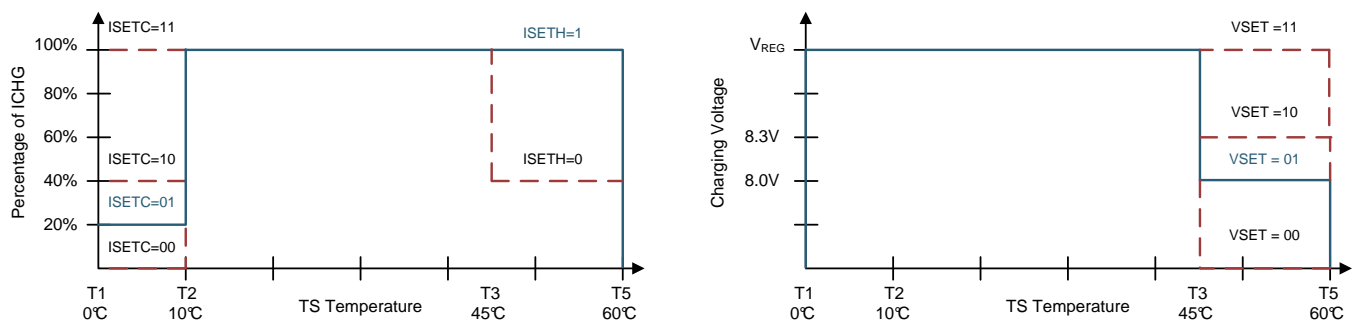 ISETC=11
ISETH=1
100%
80%
60%
ISETC=10
ISETH=0
40%
ISETC=01
20%
ISETC=00
Percentage of ICHG
T1
T2
TS Temperature
T3
T5
0℃
10℃
45℃
60℃
VSET =11
VREG
VSET =10
8.3V
VSET = 01
8.0V
VSET = 00
Charging Voltage
T1
T2
TS Temperature
T3
T5
0℃
10℃
45℃
60℃